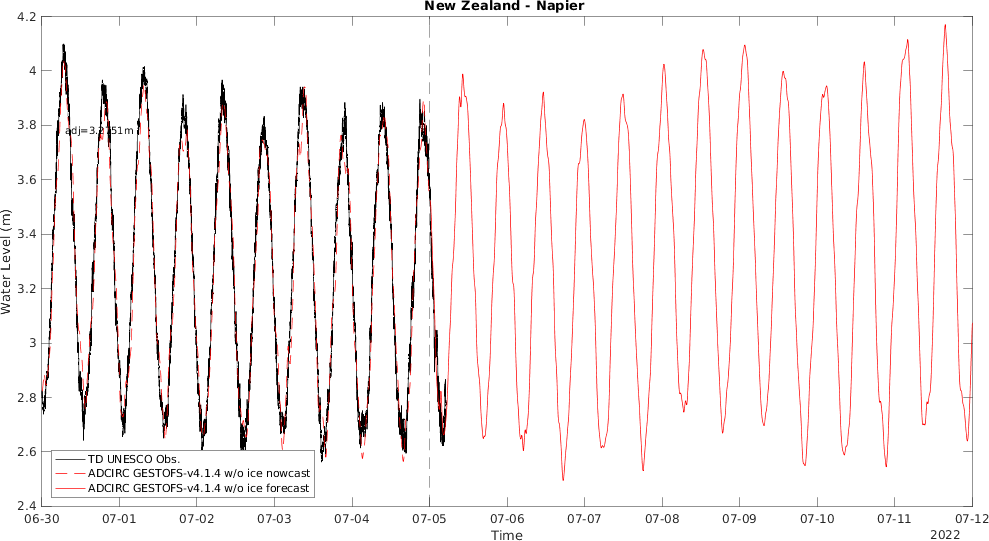 New Zealand - Napier
4.2
4
3.8
3.6
3.4
3.2
3
2.8
2.6
2.4
Water Level (m)
TD UNESCO Obs.
ADCIRC GESTOFS-v4.1.4 w/o ice nowcast
ADCIRC GESTOFS-v4.1.4 w/o ice forecast
06-30 07-01 07-02 07-03 07-04 07-05 07-06 07-07 07-08 07-09 07-10 07-11 07-12
Time
2022